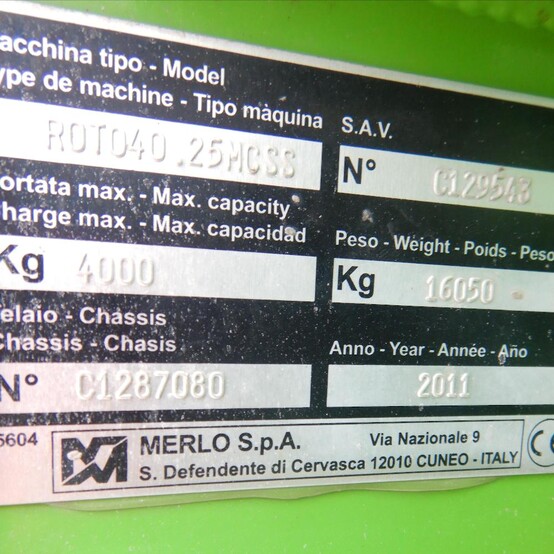 acchina tipo - Model
ype de machine - Tipo màquina
S.A.V.
ROTO40.25MCSS
N° C129543
ortata max. - Max. capacity
harge max. - Max. capacidad
Peso - Weight - Poids - Peso
Kg 4000
Kg 16050
elaio - Chassis
Chassis - Chasis
Anno - Year - Année - Año
N° C1287080
2011
5604
MERLO S.p.A.
Via Nazionale 9
S. Defendente di Cervasca 12010 CUNEO - ITALY
CE